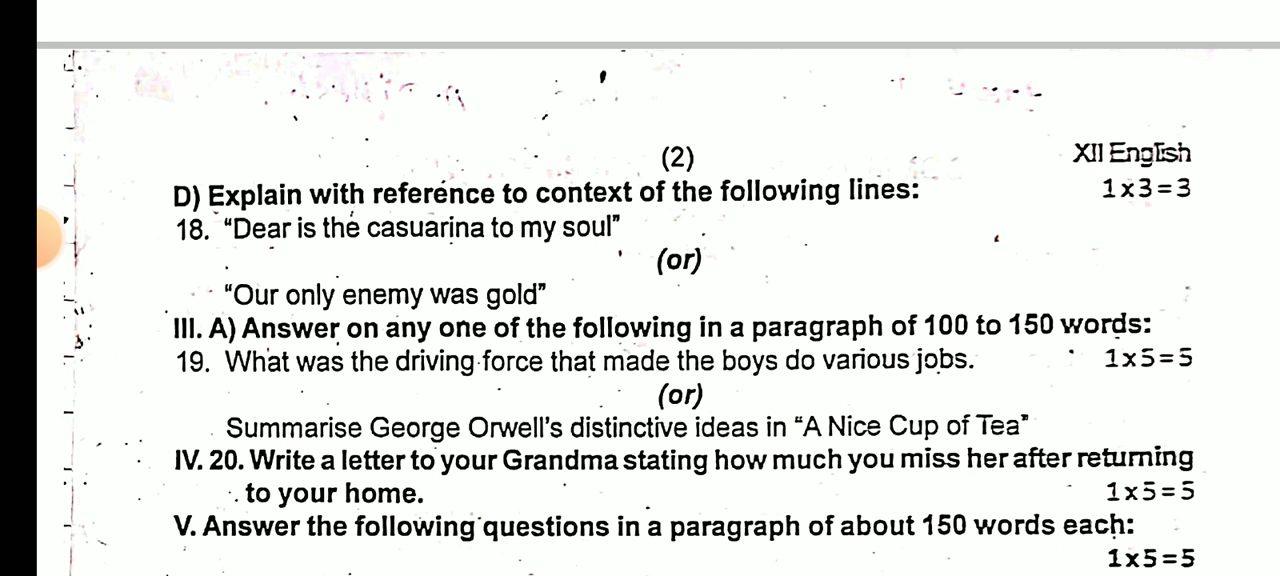 (2)
XII English
D) Explain with reference to context of the following lines:
1x3=3
18. “Dear is the casuarina to my soul”
(or)
“Our only enemy was gold”
III. A) Answer on any one of the following in a paragraph of 100 to 150 words:
19. What was the driving force that made the boys do various jobs.
1x5=5
(or)
Summarise George Orwell’s distinctive ideas in “A Nice Cup of Tea”
IV. 20. Write a letter to your Grandma stating how much you miss her after returning
to your home.
1x5=5
V. Answer the following questions in a paragraph of about 150 words each:
1x5=5